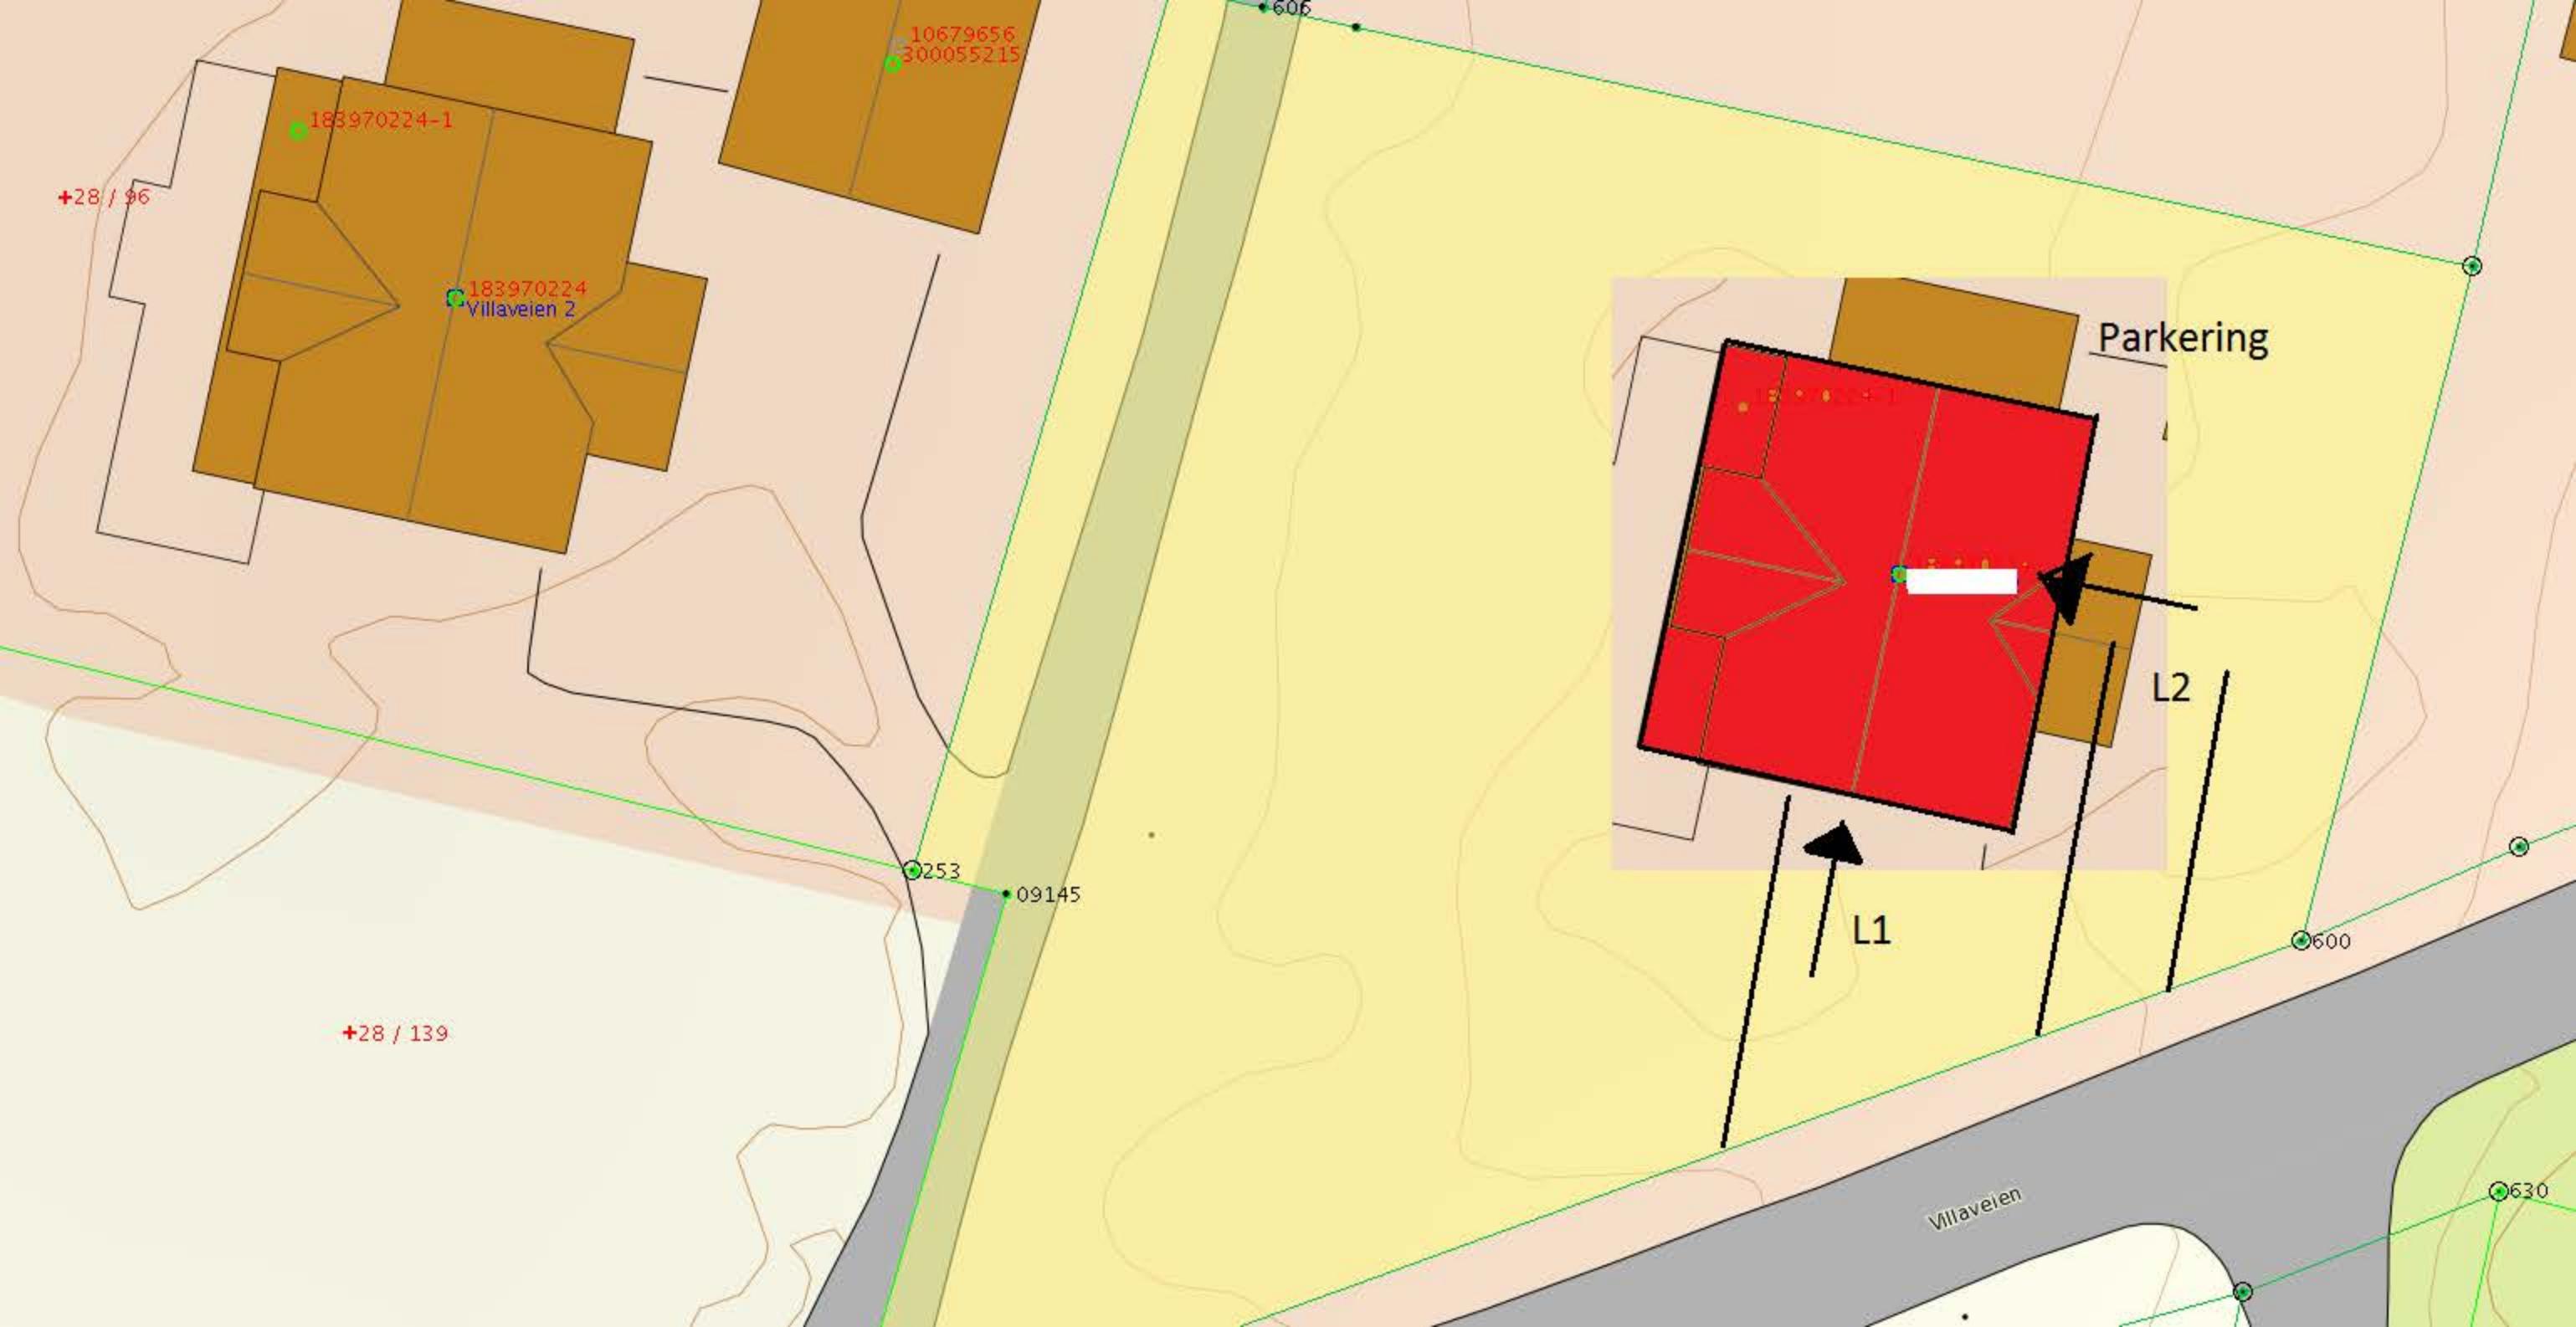 606
10679656
300055215
183970224-1
+28 / 96
183970224
Villaveien 2
Parkering
L2
253
09145
L1
600
+28 / 139
Villaveien
630